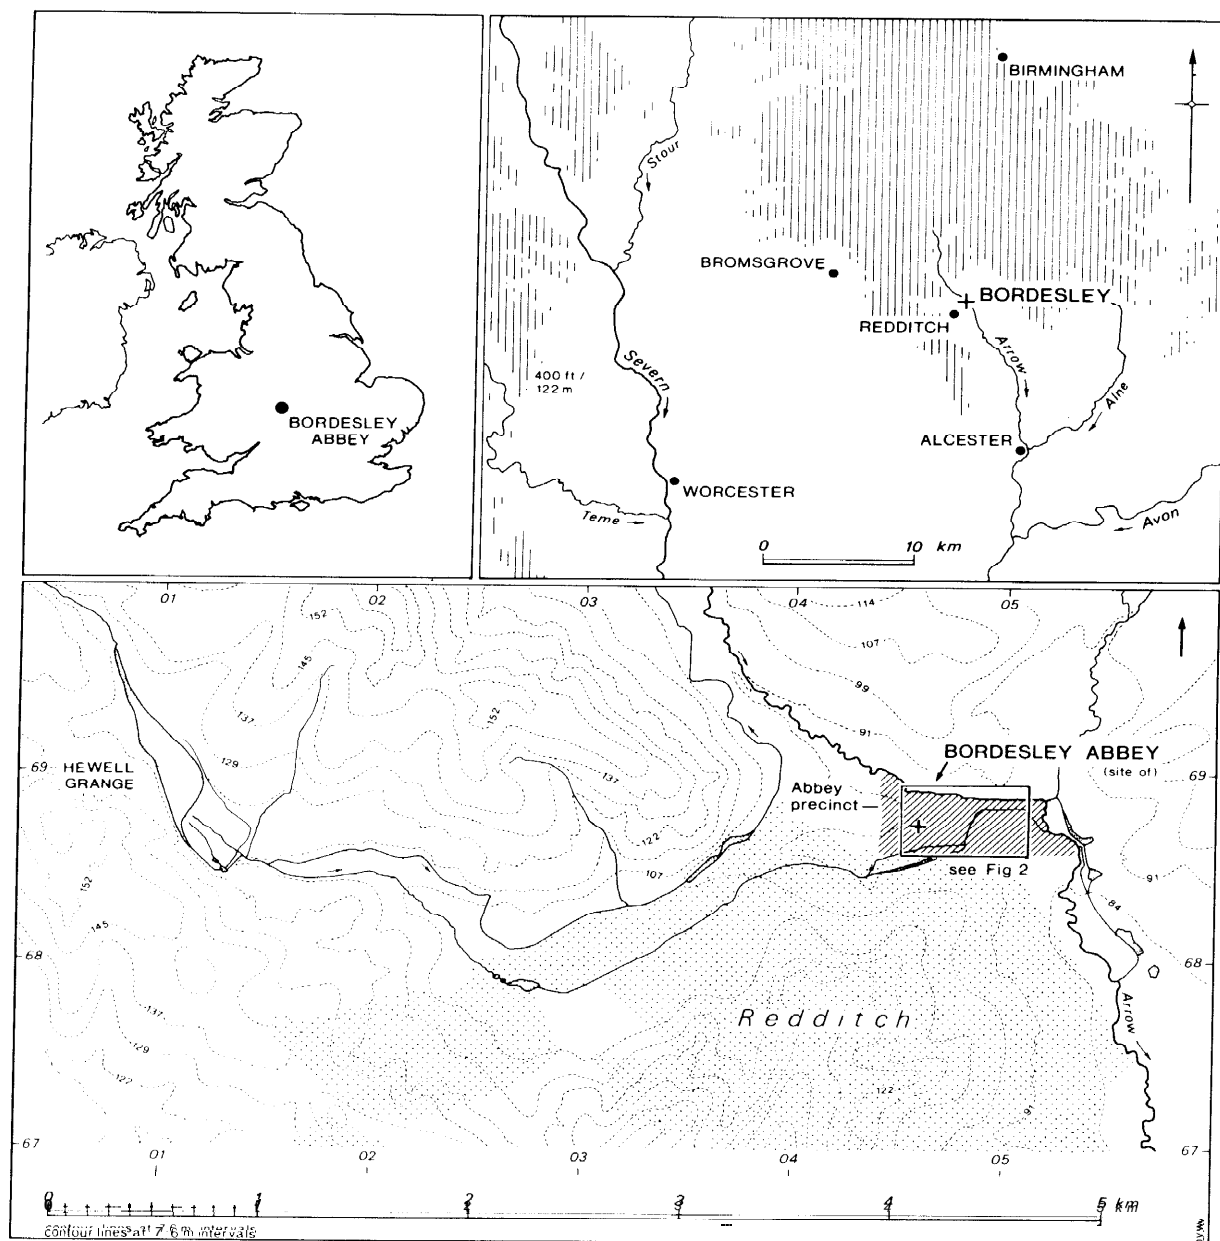 BORDESLEY
ABBEY
BIRMINGHAM
Stour
BROMSGROVE
BORDESLEY
REDDITCH
Arrow
Severn
400 ft /
122 m
Alne
ALCESTER
WORCESTER
Teme
Avon
0 10 km
01 02 03 04 05
152
114
107
145
152
99
137
91
69
HEWELL
GRANGE
129
137
BORDESLEY ABBEY
(site of)
69
Abbey
precinct
122
107
see Fig 2
152
91
84
145
68
68
Redditch
Arrow
137
129
122
122
91
67
67
01 02 03 04 05
0 1 2 3 4 5 km
contour lines at 7·6 m intervals